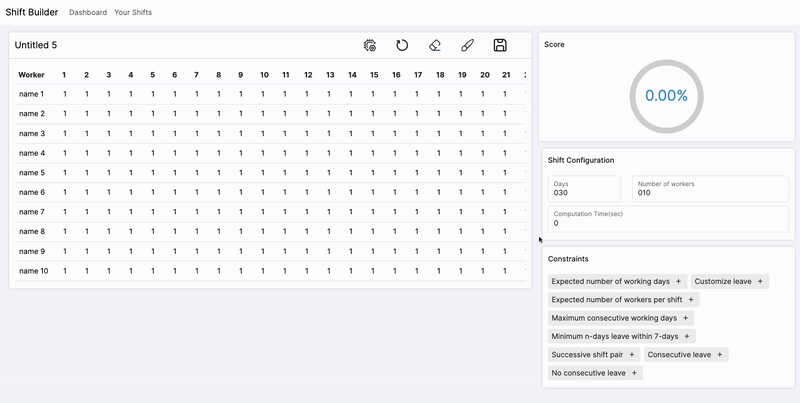 Shift Builder Dashboard Your Shifts
Untitled 5
Worker 1 2 3 4 5 6 7 8 9 10 11 12 13 14 15 16 17 18 19 20 21
name 1 1 1 1 1 1 1 1 1 1 1 1 1 1 1 1 1 1 1 1 1 1
name 2 1 1 1 1 1 1 1 1 1 1 1 1 1 1 1 1 1 1 1 1 1
name 3 1 1 1 1 1 1 1 1 1 1 1 1 1 1 1 1 1 1 1 1 1
name 4 1 1 1 1 1 1 1 1 1 1 1 1 1 1 1 1 1 1 1 1 1
name 5 1 1 1 1 1 1 1 1 1 1 1 1 1 1 1 1 1 1 1 1 1
name 6 1 1 1 1 1 1 1 1 1 1 1 1 1 1 1 1 1 1 1 1 1
name 7 1 1 1 1 1 1 1 1 1 1 1 1 1 1 1 1 1 1 1 1 1
name 8 1 1 1 1 1 1 1 1 1 1 1 1 1 1 1 1 1 1 1 1 1
name 9 1 1 1 1 1 1 1 1 1 1 1 1 1 1 1 1 1 1 1 1 1
name 10 1 1 1 1 1 1 1 1 1 1 1 1 1 1 1 1 1 1 1 1 1
Score
0.00%
Shift Configuration
Days
030
Number of workers
010
Computation Time(sec)
0
Constraints
Expected number of working days + Customize leave +
Expected number of workers per shift +
Maximum consecutive working days +
Minimum n-days leave within 7-days +
Successive shift pair + Consecutive leave +
No consecutive leave +